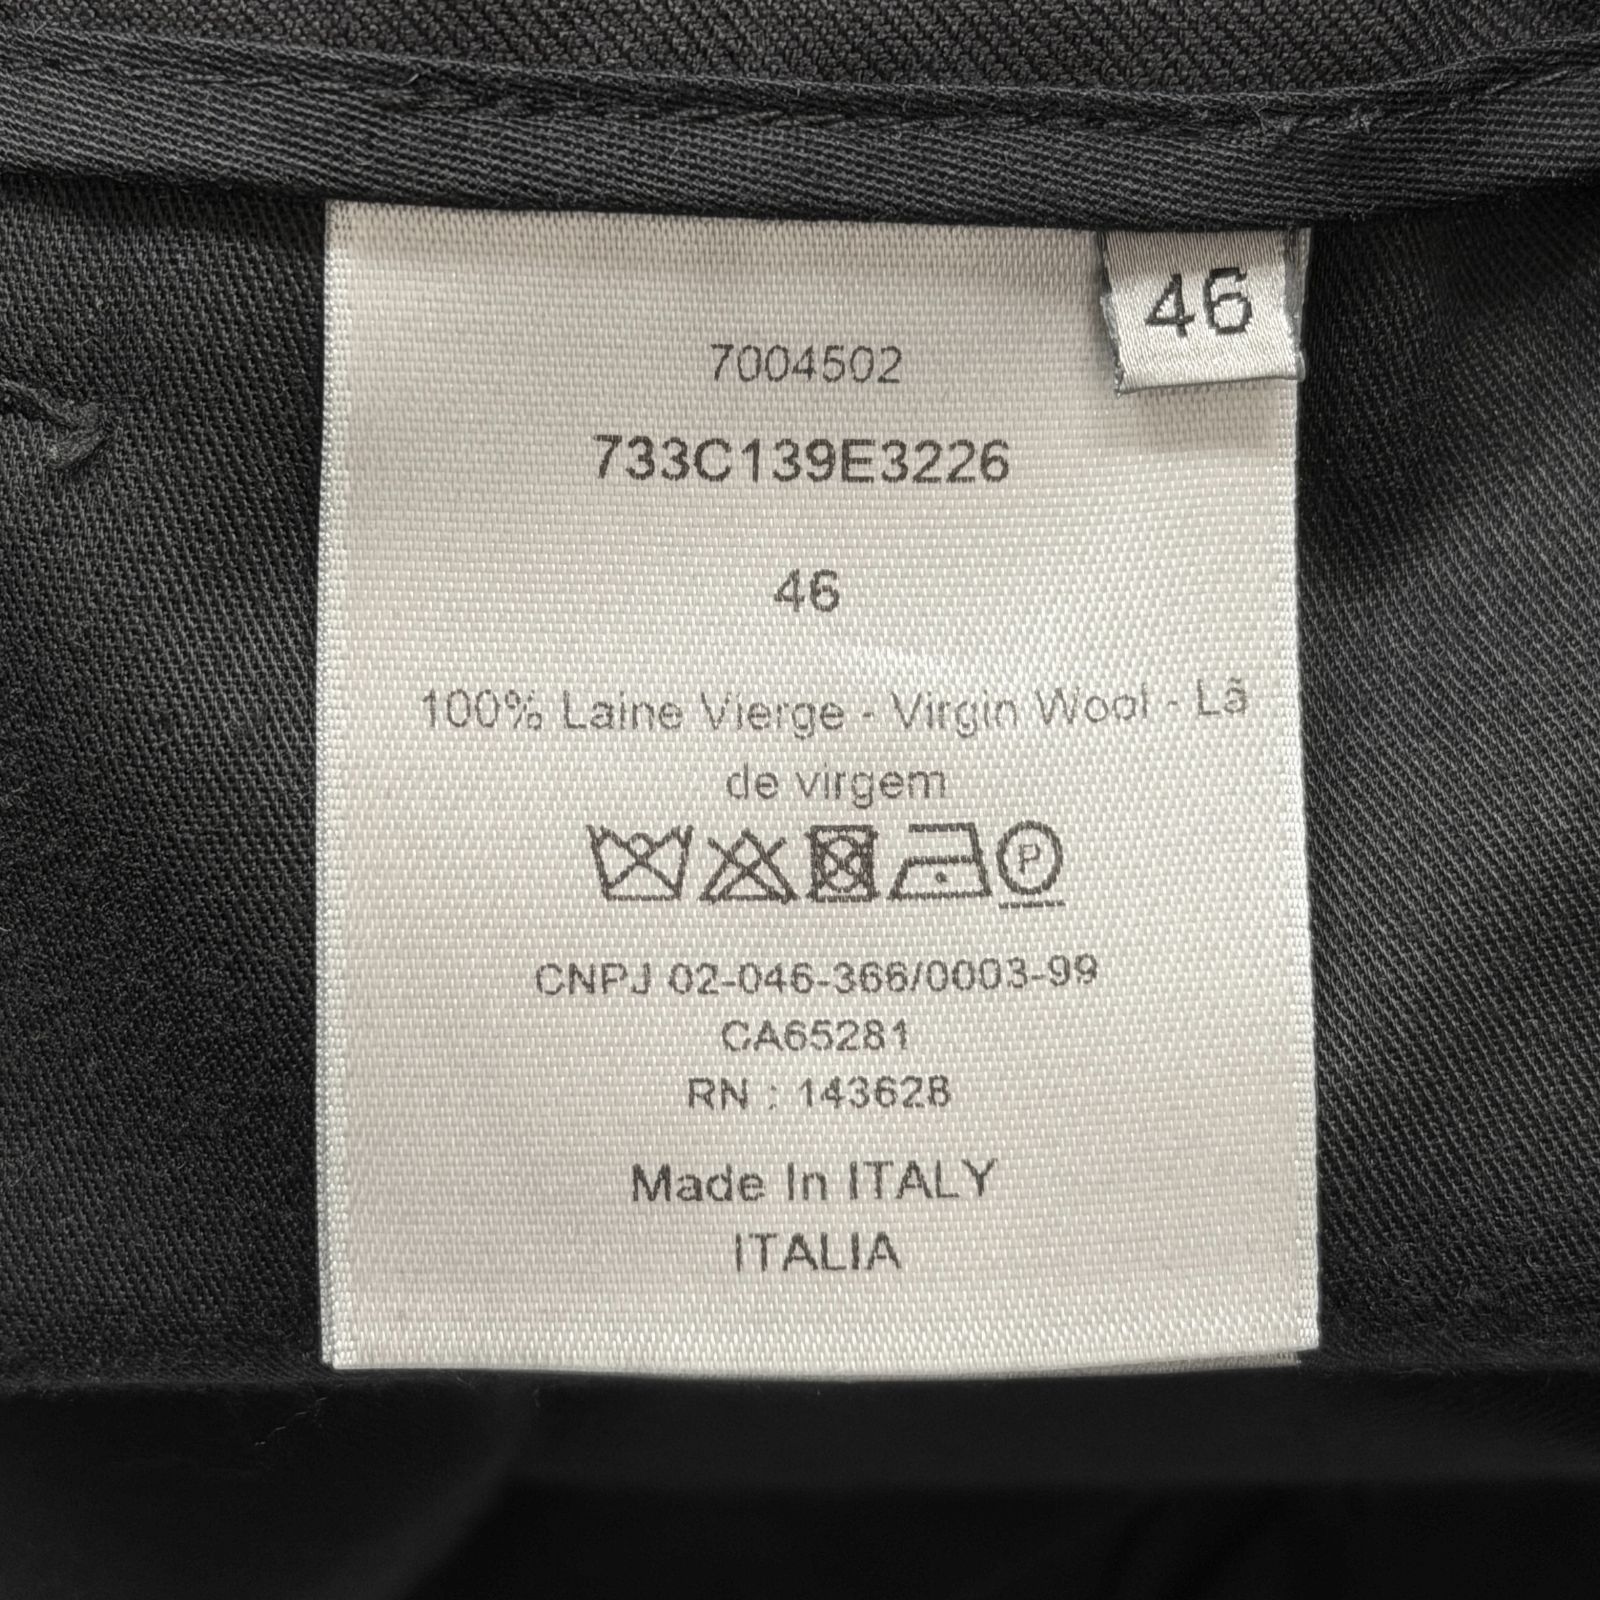 46
7004502
733C139E3226
46
100% Laine Vierge - Virgin Wool - Lã
de virgem
P
CNPJ 02-046-366/0003-99
CA65281
RN : 143628
Made In ITALY
ITALIA